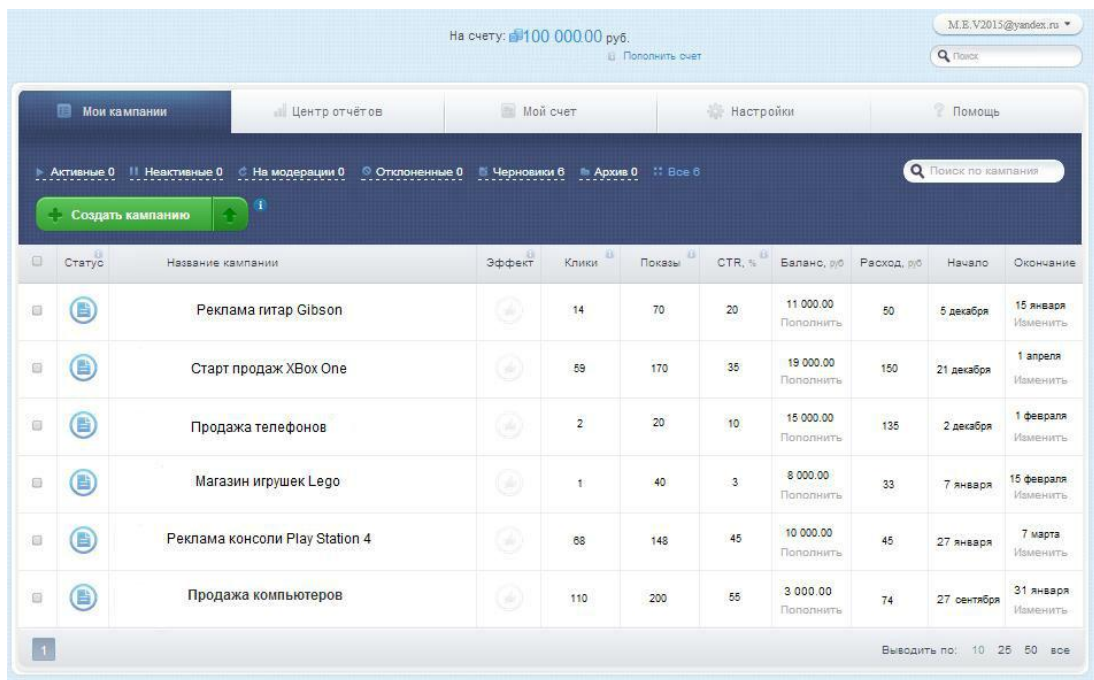 На счету: 100 000.00 руб.
Пополнить счет
M.E.V2015@yandex.ru
Поиск
Мои кампании
Центр отчётов
Мой счет
Настройки
Помощь
Активные 0 Неактивные 0 На модерации 0 Отклоненные 0 Черновики 6 Архив 0 Все 6
Поиск по кампания
Создать кампанию
Статус Название кампании Эффект Клики Показы CTR, % Баланс, руб Расход, руб Начало Окончание
Реклама гитар Gibson 14 70 20 11 000.00 50 5 декабря 15 января
Пополнить Изменить
Старт продаж XBox One 59 170 35 19 000.00 150 21 декабря 1 апреля
Пополнить Изменить
Продажа телефонов 2 20 10 15 000.00 135 2 декабря 1 февраля
Пополнить Изменить
Магазин игрушек Lego 1 40 3 8 000.00 33 7 января 15 февраля
Пополнить Изменить
Реклама консоли Play Station 4 68 148 45 10 000.00 45 27 января 7 марта
Пополнить Изменить
Продажа компьютеров 110 200 55 3 000.00 74 27 сентября 31 января
Пополнить Изменить
1
Выводить по: 10 25 50 все